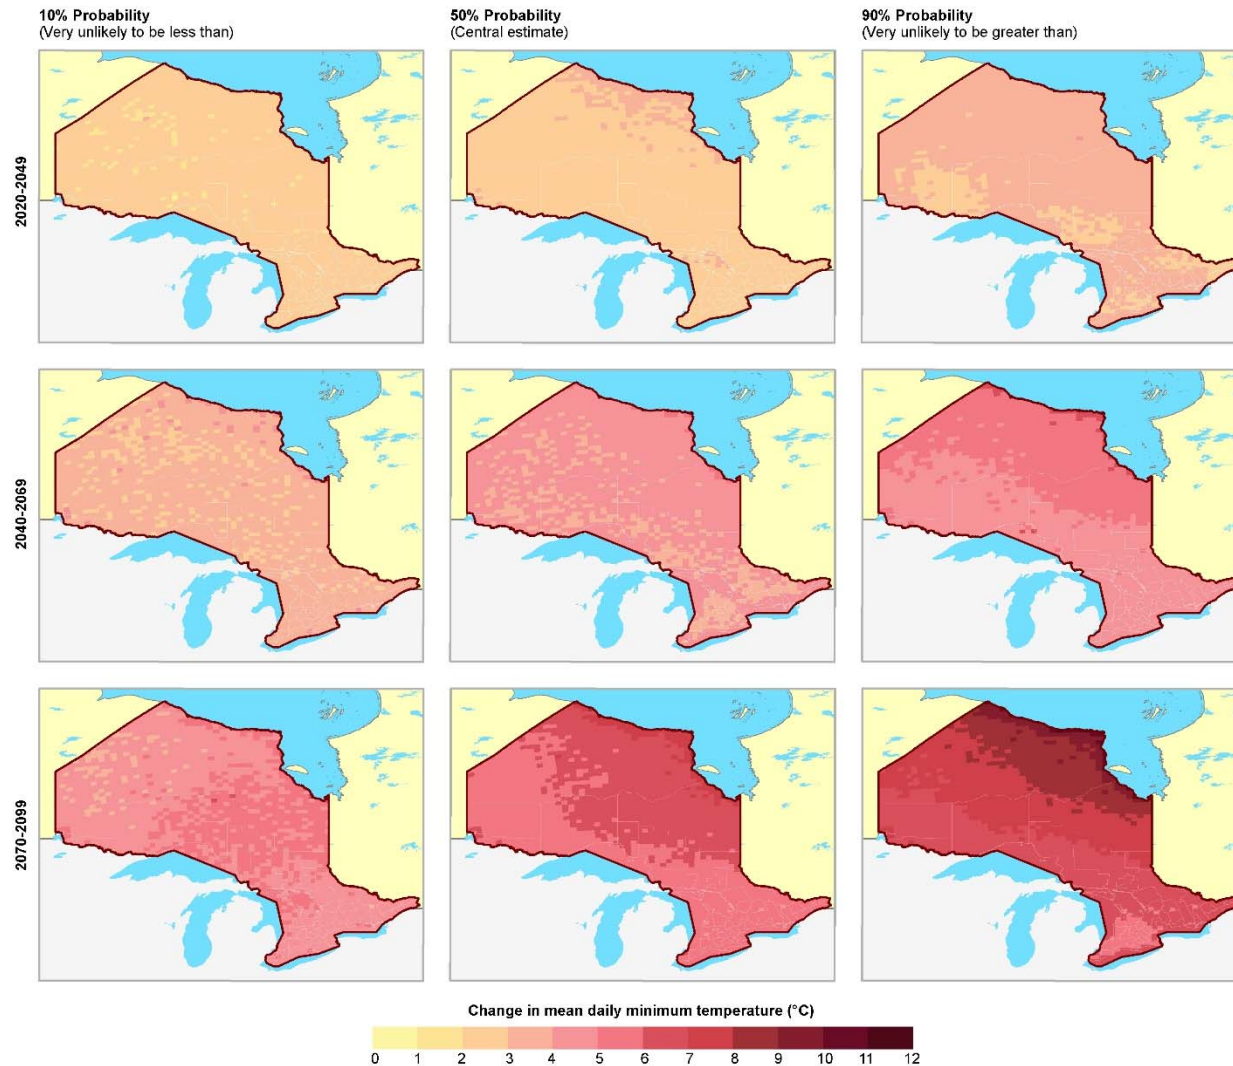 10% Probability
(Very unlikely to be less than)
50% Probability
(Central estimate)
90% Probability
(Very unlikely to be greater than)
2020-2049
2040-2069
2070-2099
Change in mean daily minimum temperature (°C)
0 1 2 3 4 5 6 7 8 9 10 11 12